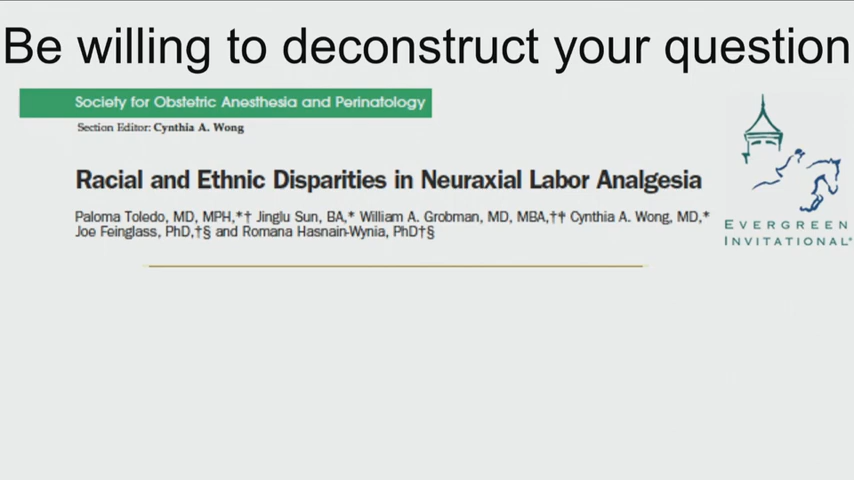 Be willing to deconstruct your question
Society for Obstetric Anesthesia and Perinatology
Section Editor: Cynthia A. Wong
Racial and Ethnic Disparities in Neuraxial Labor Analgesia
Paloma Toledo, MD, MPH,*† Jinglu Sun, BA,* William A. Grobman, MD, MBA,†‡ Cynthia A. Wong, MD,*
Joe Feinglass, PhD,†§ and Romana Hasnain-Wynia, PhD†§
EVERGREEN
INVITATIONAL®